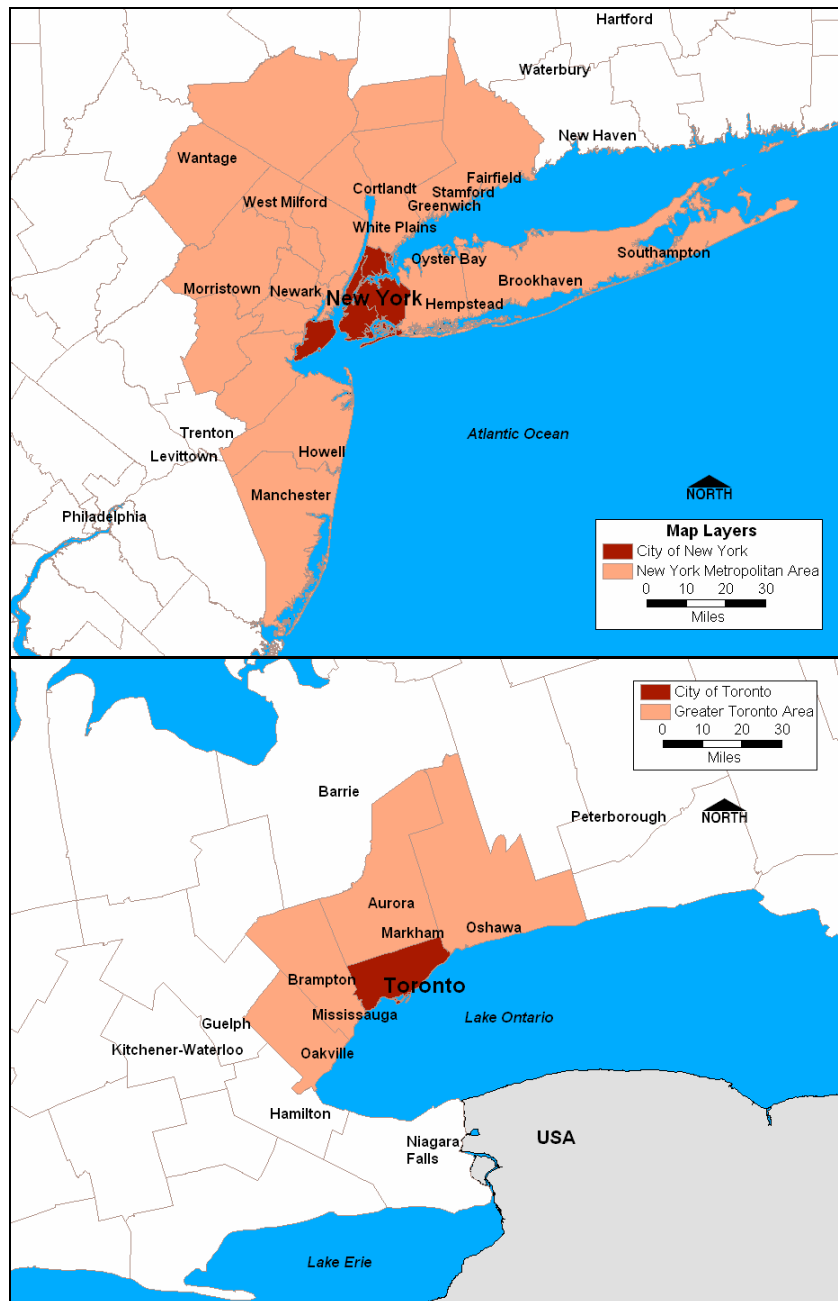 Hartford
Waterbury
New Haven
Wantage
Fairfield
Cortlandt
Stamford
West Milford
Greenwich
White Plains
Oyster Bay
Southampton
Brookhaven
Morristown
Newark
New York
Hempstead
Trenton
Atlantic Ocean
Levittown
Howell
Manchester
NORTH
Philadelphia
Map Layers
City of New York
New York Metropolitan Area
0 10 20 30
Miles
City of Toronto
Greater Toronto Area
0 10 20 30
Miles
Barrie
Peterborough
NORTH
Aurora
Markham
Oshawa
Brampton
Toronto
Mississauga
Lake Ontario
Guelph
Kitchener-Waterloo
Oakville
Hamilton
Niagara
Falls
USA
Lake Erie